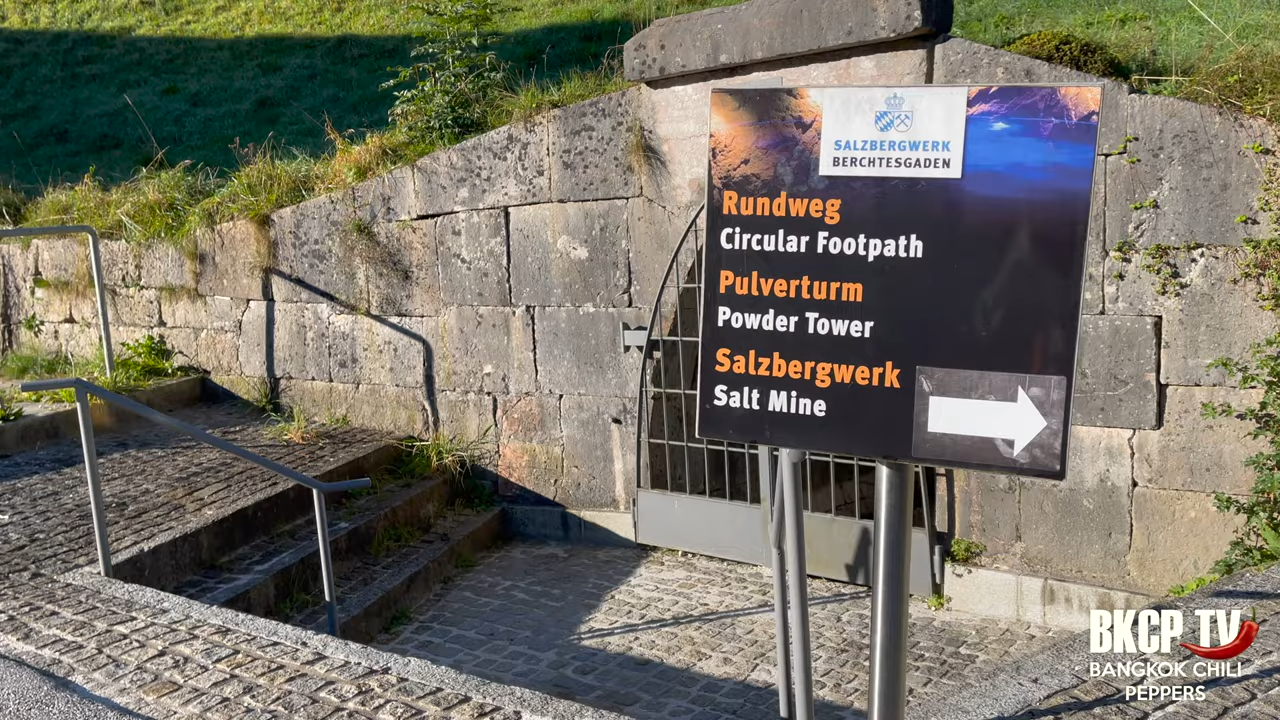 SALZBERGWERK
BERCHTESGADEN
Rundweg
Circular Footpath
Pulverturm
Powder Tower
Salzbergwerk
Salt Mine
BKCP TV
BANGKOK CHILI
PEPPERS